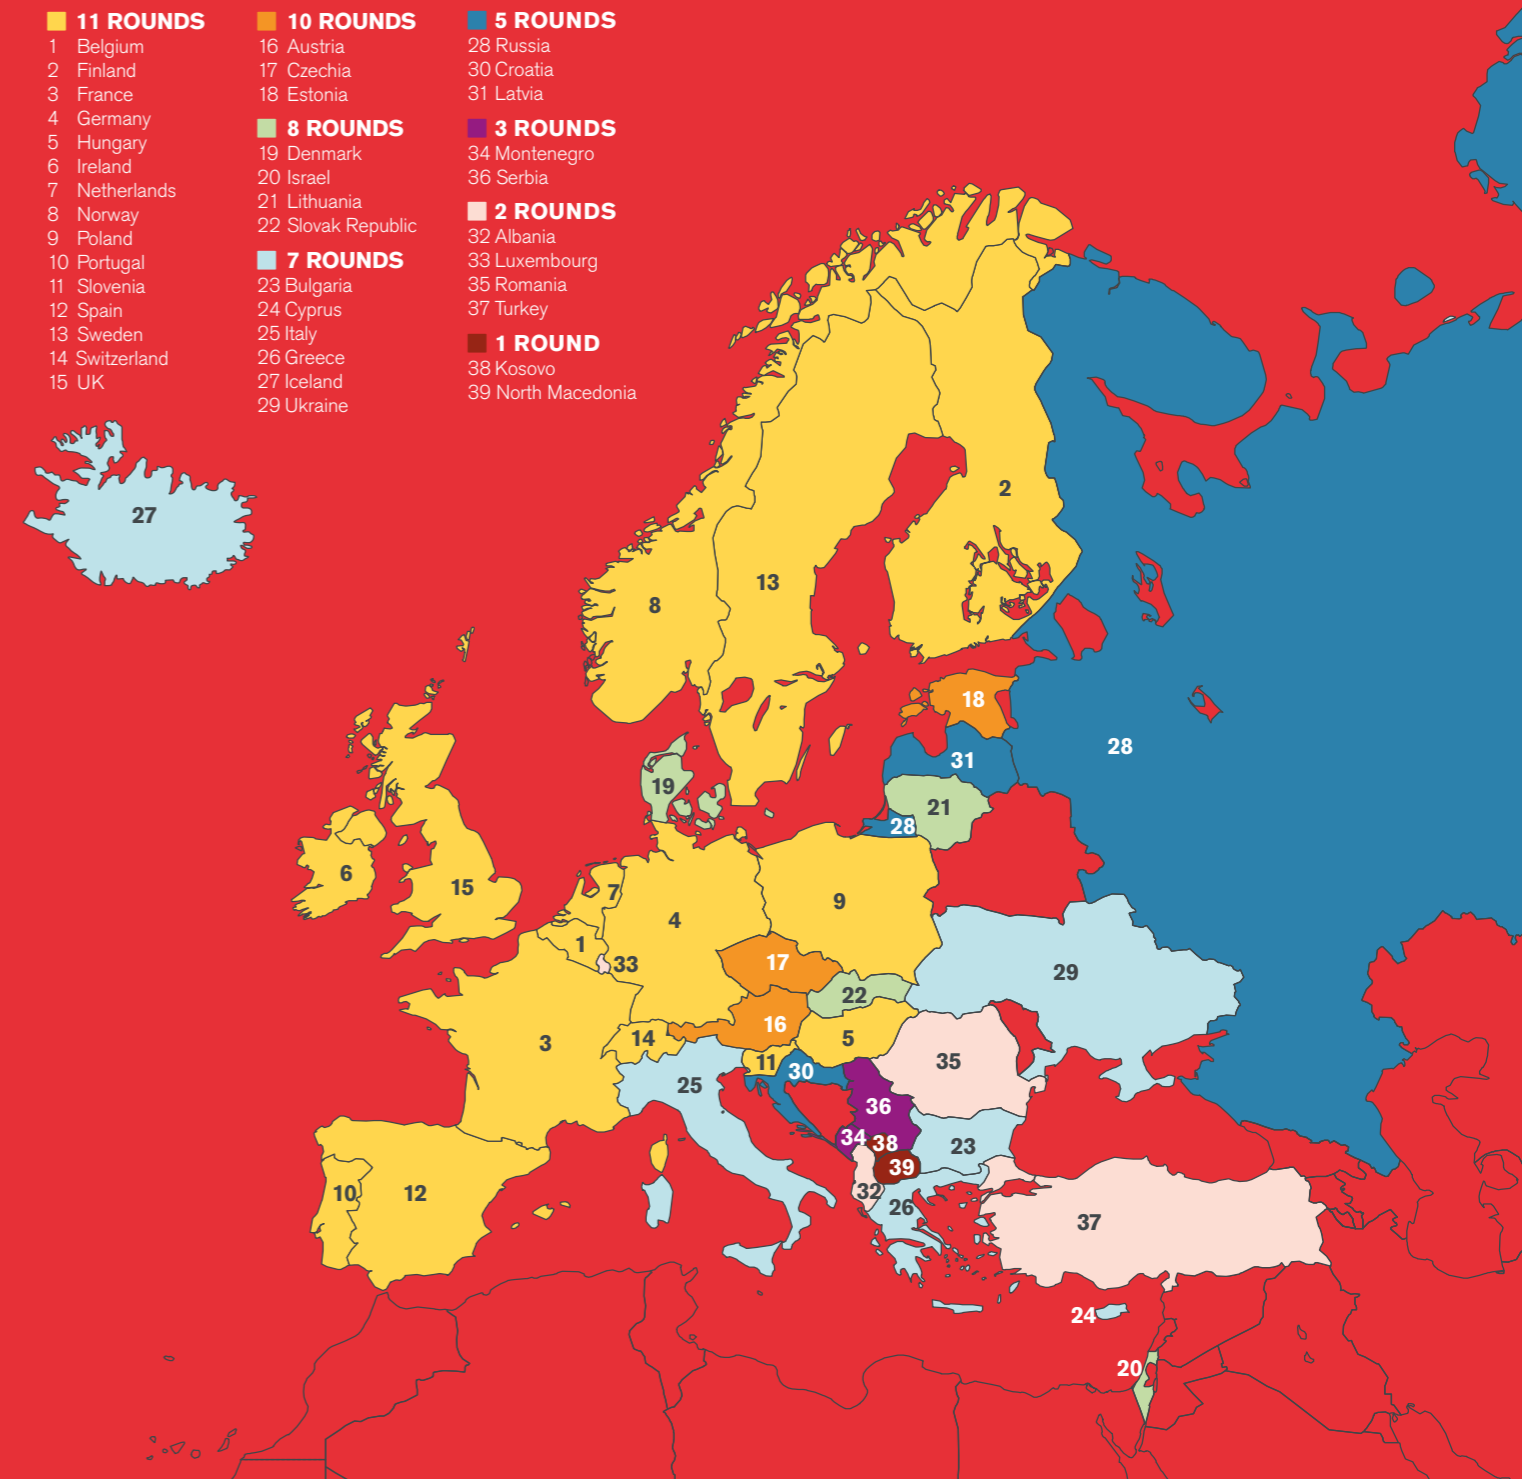 11 ROUNDS
1 Belgium
2 Finland
3 France
4 Germany
5 Hungary
6 Ireland
7 Netherlands
8 Norway
9 Poland
10 Portugal
11 Slovenia
12 Spain
13 Sweden
14 Switzerland
15 UK
10 ROUNDS
16 Austria
17 Czechia
18 Estonia
8 ROUNDS
19 Denmark
20 Israel
21 Lithuania
22 Slovak Republic
7 ROUNDS
23 Bulgaria
24 Cyprus
25 Italy
26 Greece
27 Iceland
29 Ukraine
5 ROUNDS
28 Russia
30 Croatia
31 Latvia
3 ROUNDS
34 Montenegro
36 Serbia
2 ROUNDS
32 Albania
33 Luxembourg
35 Romania
37 Turkey
1 ROUND
38 Kosovo
39 North Macedonia
2
27
13
8
18
28
31
19
21
28
6
15
7
9
4
1
33
17
29
22
16
14
3
5
11
30
35
25
36
34
38
23
39
10
12
32
26
37
24
20